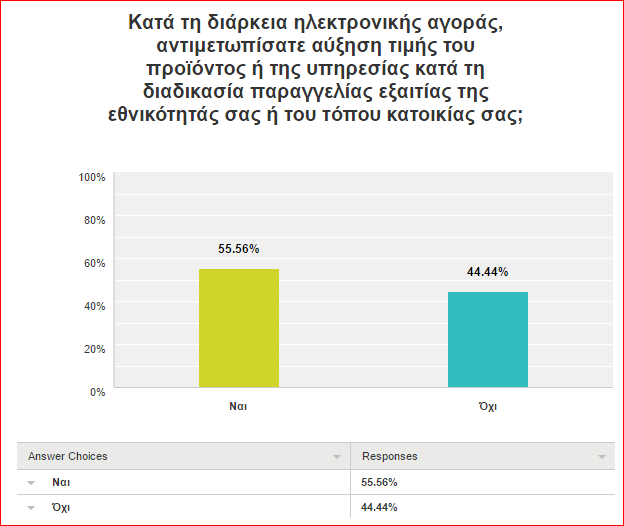 Κατά τη διάρκεια ηλεκτρονικής αγοράς,
αντιμετωπίσατε αύξηση τιμής του
προϊόντος ή της υπηρεσίας κατά τη
διαδικασία παραγγελίας εξαιτίας της
εθνικότητάς σας ή του τόπου κατοικίας σας;
100%
80%
60%
40%
20%
0%
55.56%
44.44%
Ναι
Όχι
Answer Choices Responses
Ναι 55.56%
Όχι 44.44%